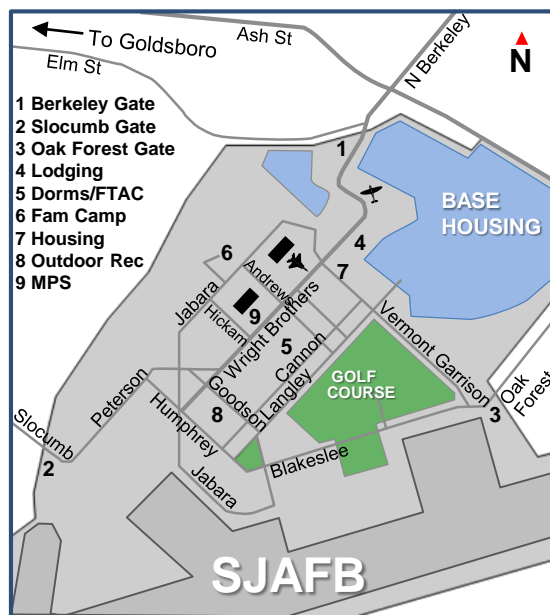 To Goldsboro
Ash St
Elm St
N Berkeley
N
1 Berkeley Gate
2 Slocumb Gate
3 Oak Forest Gate
4 Lodging
5 Dorms/FTAC
6 Fam Camp
7 Housing
8 Outdoor Rec
9 MPS
1
BASE
HOUSING
4
6
7
Andrews
Jabara
Hickam
9
Wright Brothers
Vermont Garrison
5
Cannon
Langley
GOLF
COURSE
Oak
Forest
3
Peterson
Goodson
8
Humphrey
Slocumb
2
Blakeslee
Jabara
SJAFB